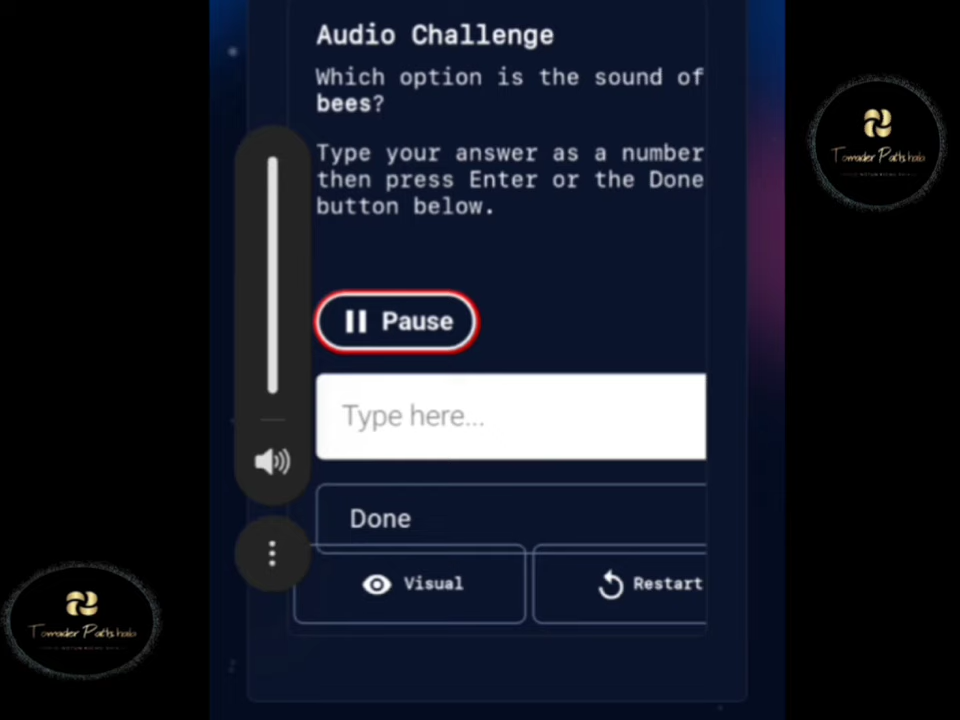 Audio Challenge
Which option is the sound of
bees?
Type your answer as a number
then press Enter or the Done
button below.
Pause
Type here...
Done
Visual
Restart